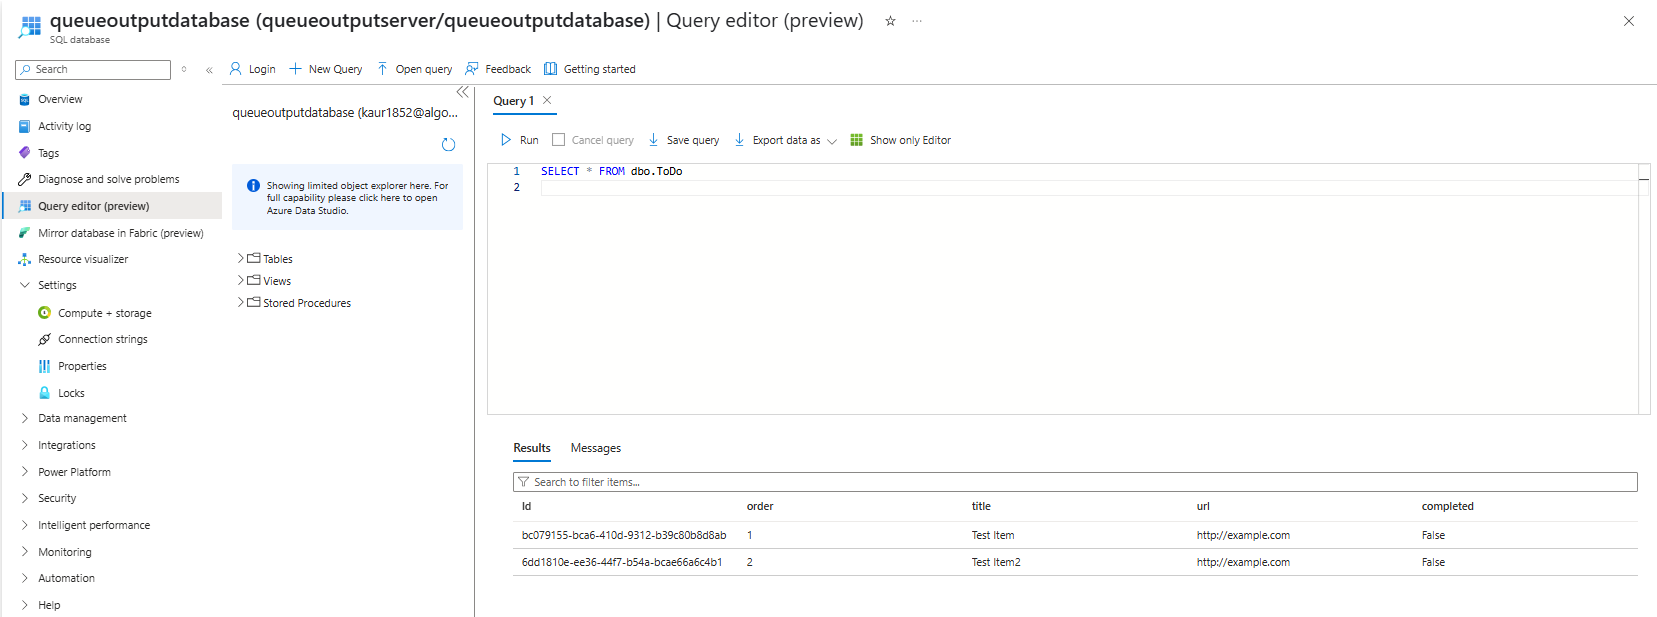 queueoutputdatabase (queueoutputserver/queueoutputdatabase) | Query editor (preview)
SQL database
Search
Login
New Query
Open query
Feedback
Getting started
Overview
Activity log
Tags
Diagnose and solve problems
Query editor (preview)
Mirror database in Fabric (preview)
Resource visualizer
Settings
Compute + storage
Connection strings
Properties
Locks
Data management
Integrations
Power Platform
Security
Intelligent performance
Monitoring
Automation
Help
queueoutputdatabase (kaur1852@algo...
Showing limited object explorer here. For
full capability please click here to open
Azure Data Studio.
Tables
Views
Stored Procedures
Query 1
Run
Cancel query
Save query
Export data as
Show only Editor
1 SELECT * FROM dbo.ToDo
2
Results Messages
Search to filter items...
Id order title url completed
bc079155-bca6-410d-9312-b39c80b8d8ab 1 Test Item http://example.com False
6dd1810e-ee36-44f7-b54a-bcae66a6c4b1 2 Test Item2 http://example.com False